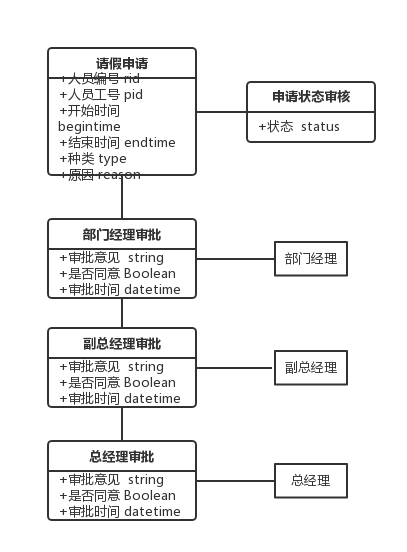 请假申请
+人员编号 rid
+人员工号 pid
+开始时间
begintime
+结束时间 endtime
+种类 type
+原因 reason
申请状态审核
+状态  status
部门经理审批
+审批意见  string
+是否同意 Boolean
+审批时间 datetime
部门经理
副总经理审批
+审批意见  string
+是否同意 Boolean
+审批时间 datetime
副总经理
总经理审批
+审批意见  string
+是否同意 Boolean
+审批时间 datetime
总经理